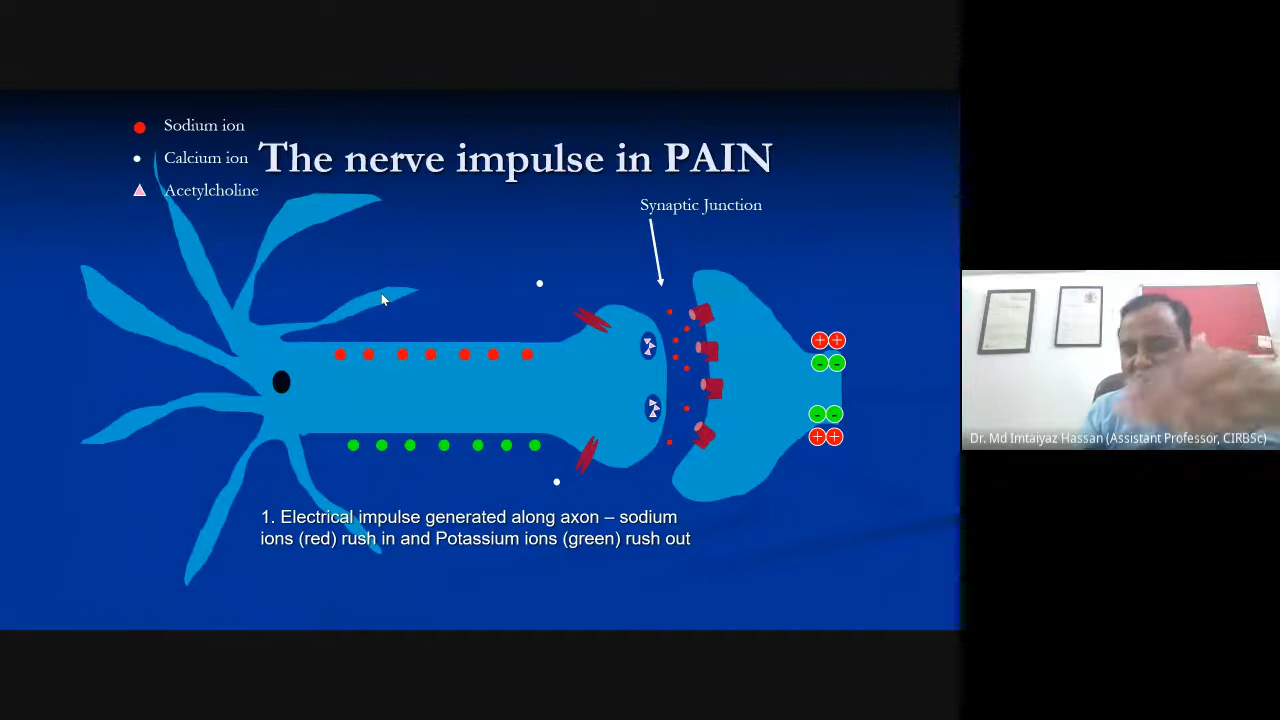 Sodium ion
Calcium ion
Acetylcholine
The nerve impulse in PAIN
Synaptic Junction
+ +
- -
- -
+ +
1. Electrical impulse generated along axon – sodium
ions (red) rush in and Potassium ions (green) rush out
Dr. Md Imtaiyaz Hassan (Assistant Professor, CIRBSc)